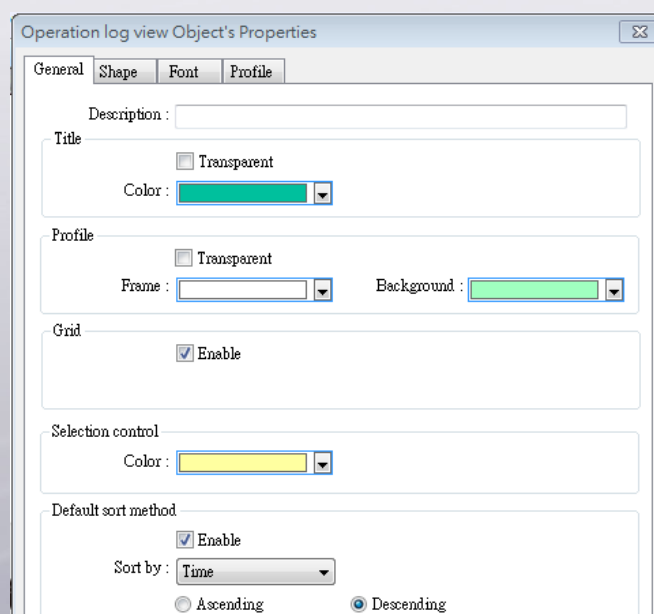 Operation log view Object's Properties
General Shape Font Profile
Description :
Title
Transparent
Color :
Profile
Transparent
Frame : Background :
Grid
Enable
Selection control
Color :
Default sort method
Enable
Sort by : Time
Ascending Descending